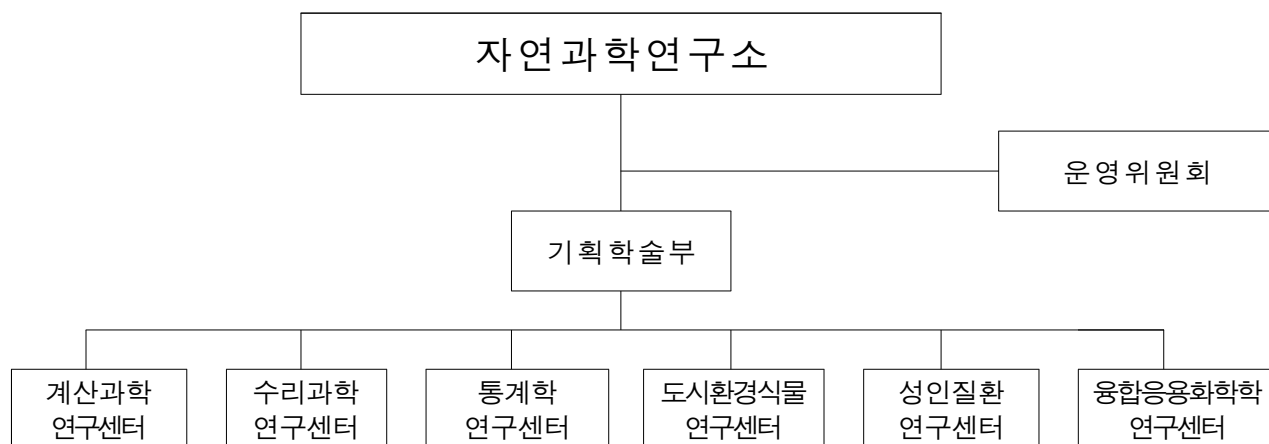 자연과학연구소
운영위원회
기획학술부
계산과학
연구센터
수리과학
연구센터
통계학
연구센터
도시환경식물
연구센터
성인질환
연구센터
융합응용화학학
연구센터